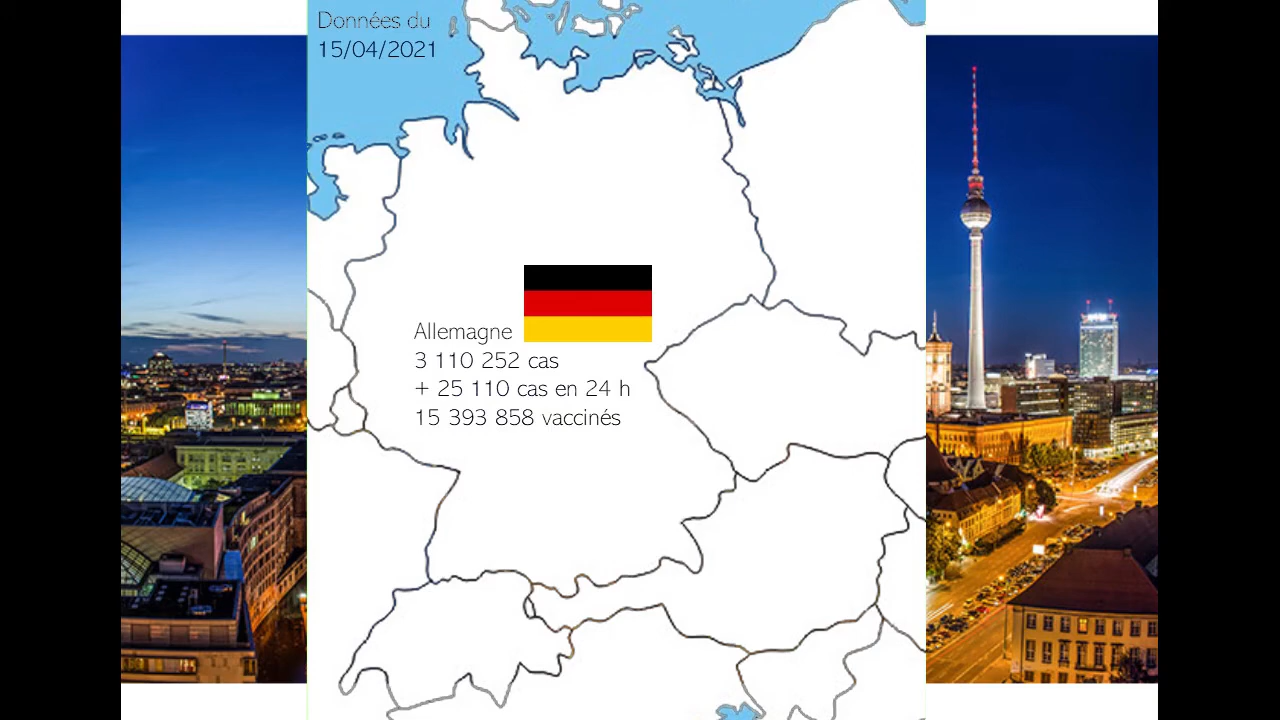 Données du
15/04/2021
Allemagne
3 110 252 cas
+ 25 110 cas en 24 h
15 393 858 vaccinés